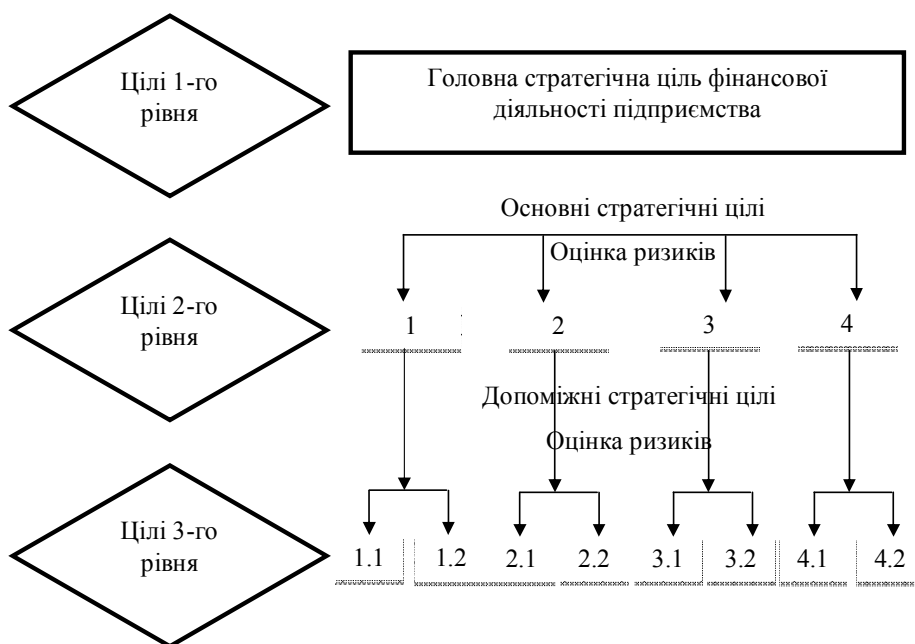 Цілі 1-го
рівня
Головна стратегічна ціль фінансової
діяльності підприємства
Основні стратегічні цілі
Оцінка ризиків
Цілі 2-го
рівня
1 2 3 4
Допоміжні стратегічні цілі
Оцінка ризиків
Цілі 3-го
рівня
1.1 1.2 2.1 2.2 3.1 3.2 4.1 4.2